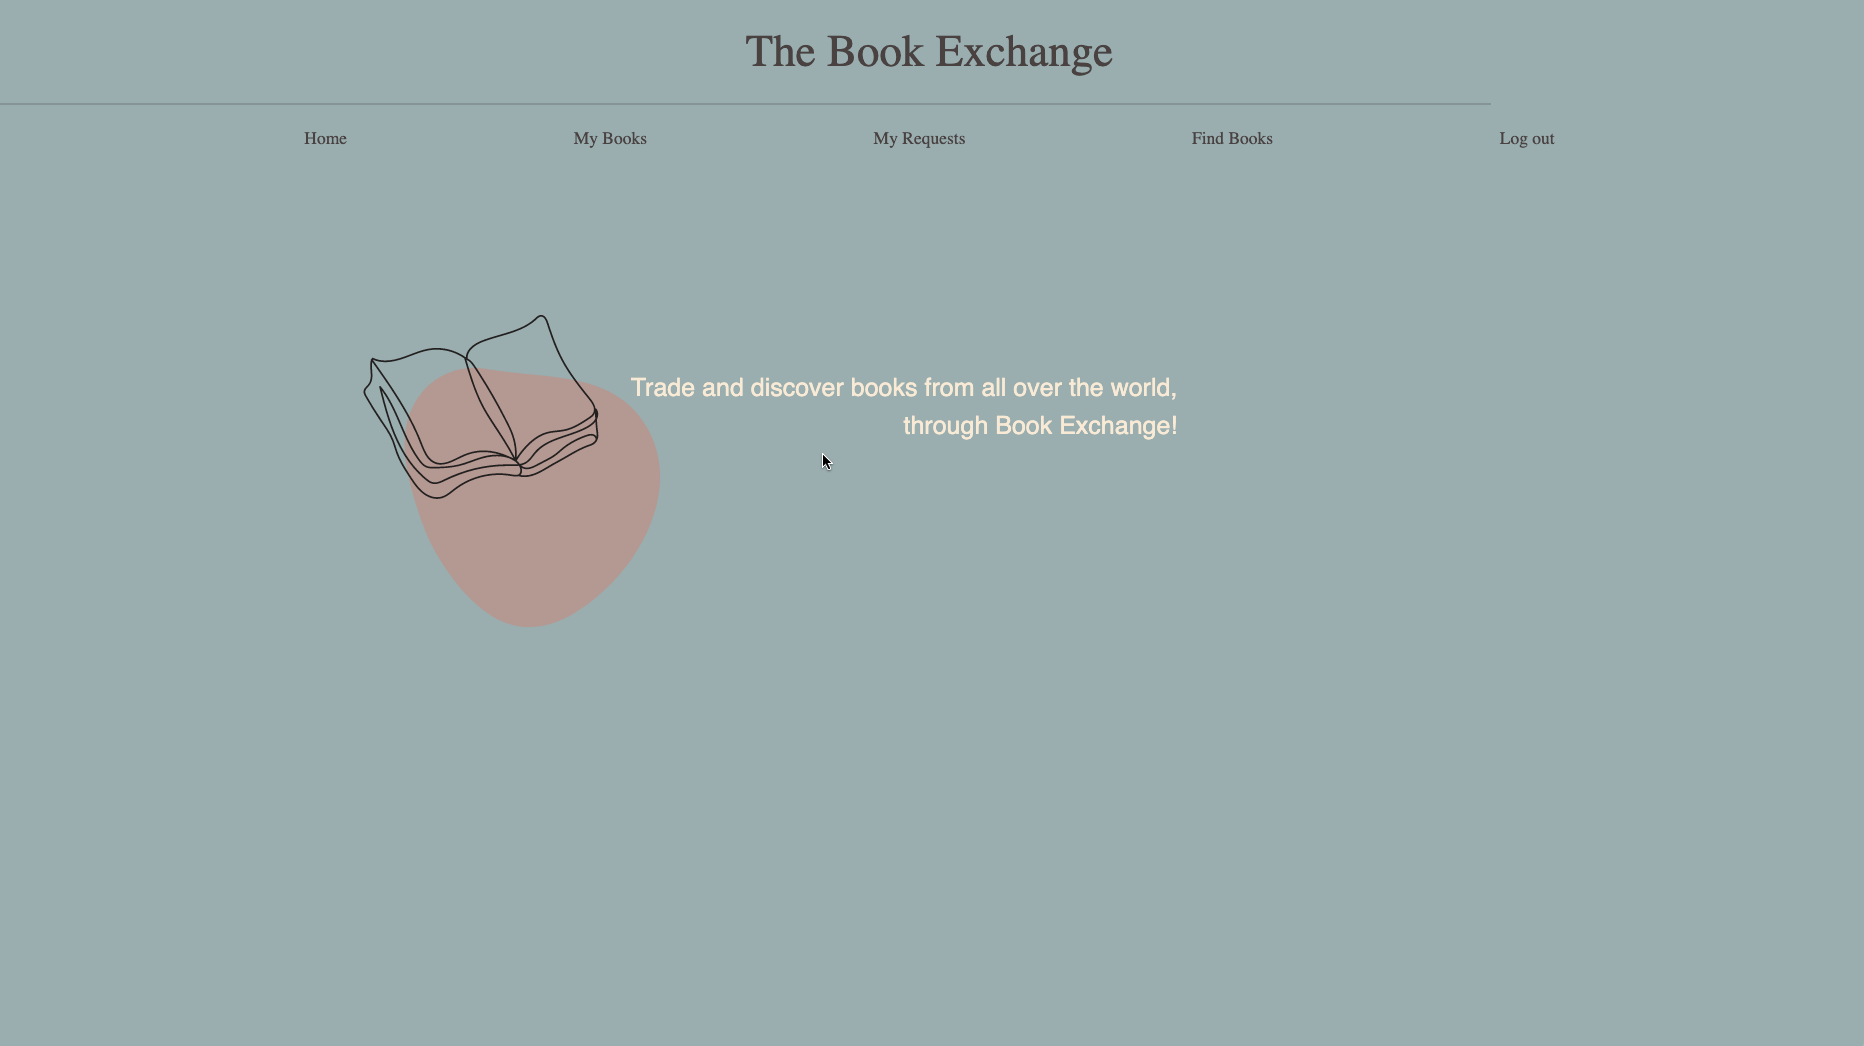 The Book Exchange
Home
My Books
My Requests
Find Books
Log out
Trade and discover books from all over the world,
through Book Exchange!